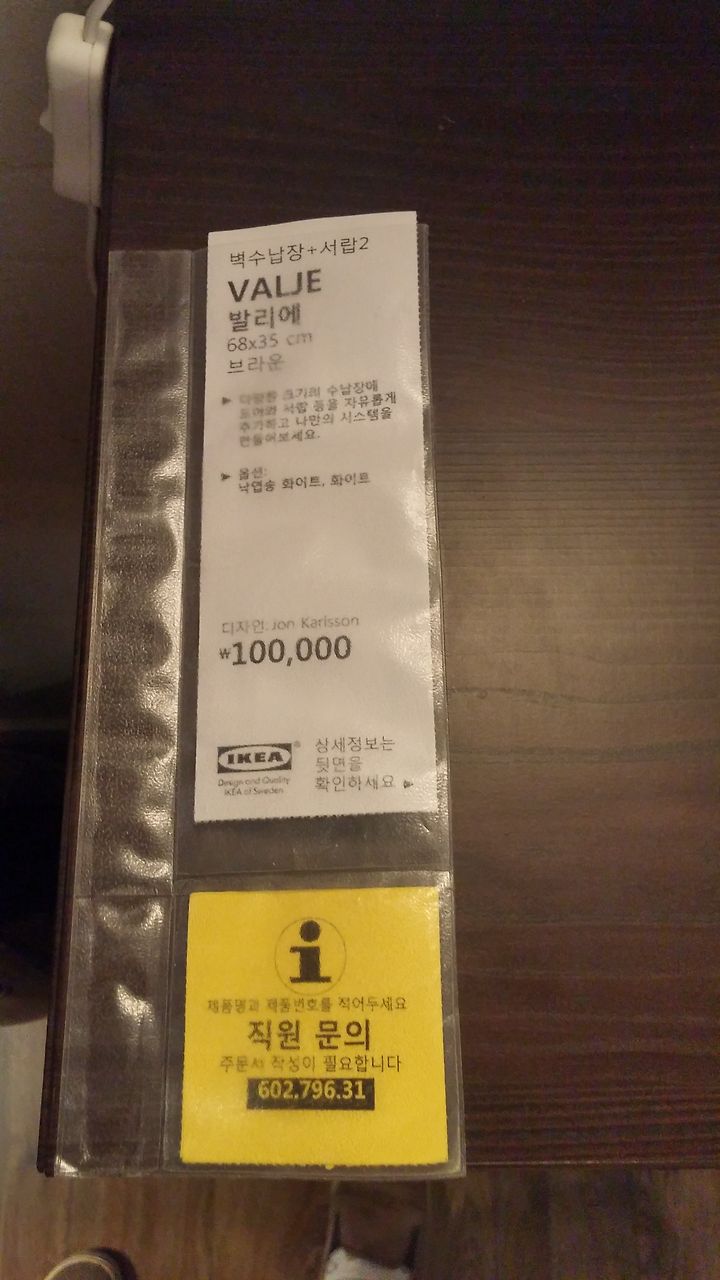 벽수납장+서랍2
VALJE
발리에
68x35 cm
브라운
▶ 다양한 크기의 수납장에
도어와 서랍 등을 자유롭게
추가하고 나만의 시스템을
만들어보세요.
▶ 옵션:
낙엽송 화이트, 화이트
디자인: Jon Karlsson
₩100,000
IKEA®
Design and Quality
IKEA of Sweden
상세정보는
뒷면을
확인하세요 ▶
i
제품명과 제품번호를 적어두세요
직원 문의
주문서 작성이 필요합니다
602.796.31